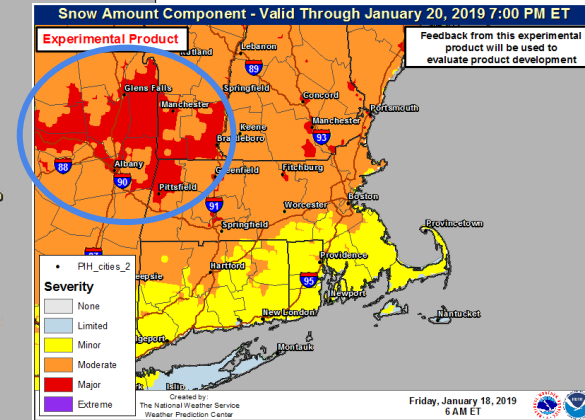 Snow Amount Component - Valid Through January 20, 2019 7:00 PM ET
Experimental Product
Feedback from this experimental
product will be used to
evaluate product development
Rutland
Lebanon
89
Glens Falls
Springfield
Concord
Manchester
Portsmouth
Keene
Manchester
93
Brattleboro
88
Albany
90
Greenfield
Fitchburg
Pittsfield
91
Worcester
Boston
Springfield
Provincetown
Hartford
Providence
95
Newport
New London
Nantucket
Montauk
Islip
PIH_cities_2
Severity
None
Limited
Minor
Moderate
Major
Extreme
Created by:
The National Weather Service
Weather Prediction Center
Friday, January 18, 2019
6 AM ET